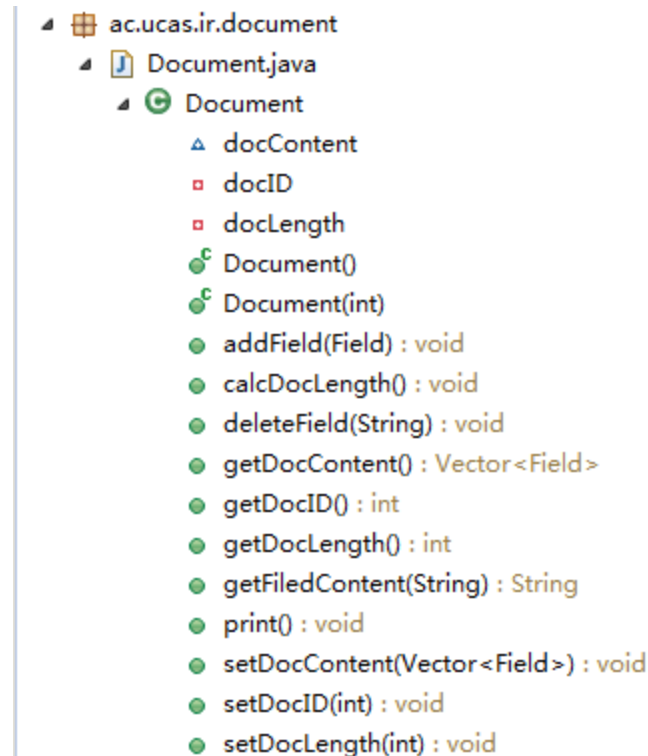 ac.ucas.ir.document
Document.java
Document
docContent
docID
docLength
Document()
Document(int)
addField(Field) : void
calcDocLength() : void
deleteField(String) : void
getDocContent() : Vector<Field>
getDocID() : int
getDocLength() : int
getFiledContent(String) : String
print() : void
setDocContent(Vector<Field>) : void
setDocID(int) : void
setDocLength(int) : void